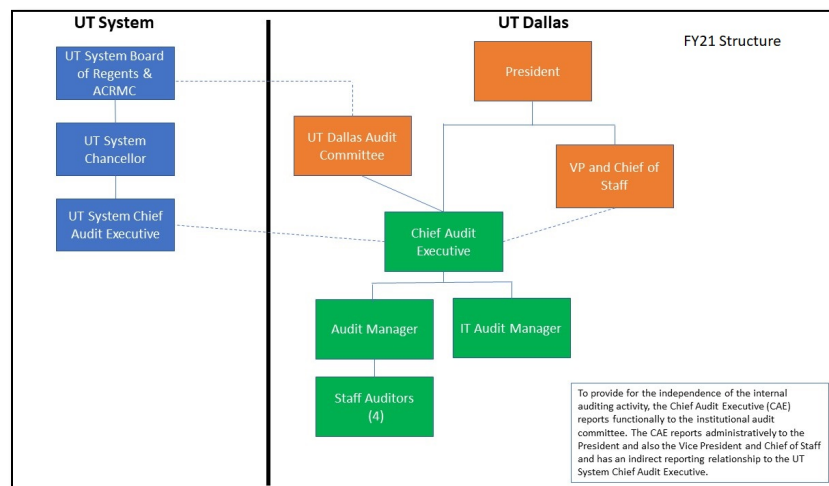 UT System
UT Dallas
FY21 Structure
UT System Board
of Regents &
ACRMC
President
UT Dallas Audit
Committee
UT System
Chancellor
VP and Chief of
Staff
UT System Chief
Audit Executive
Chief Audit
Executive
Audit Manager
IT Audit Manager
Staff Auditors
(4)
To provide for the independence of the internal
auditing activity, the Chief Audit Executive (CAE)
reports functionally to the institutional audit
committee. The CAE reports administratively to the
President and also the Vice President and Chief of Staff
and has an indirect reporting relationship to the UT
System Chief Audit Executive.